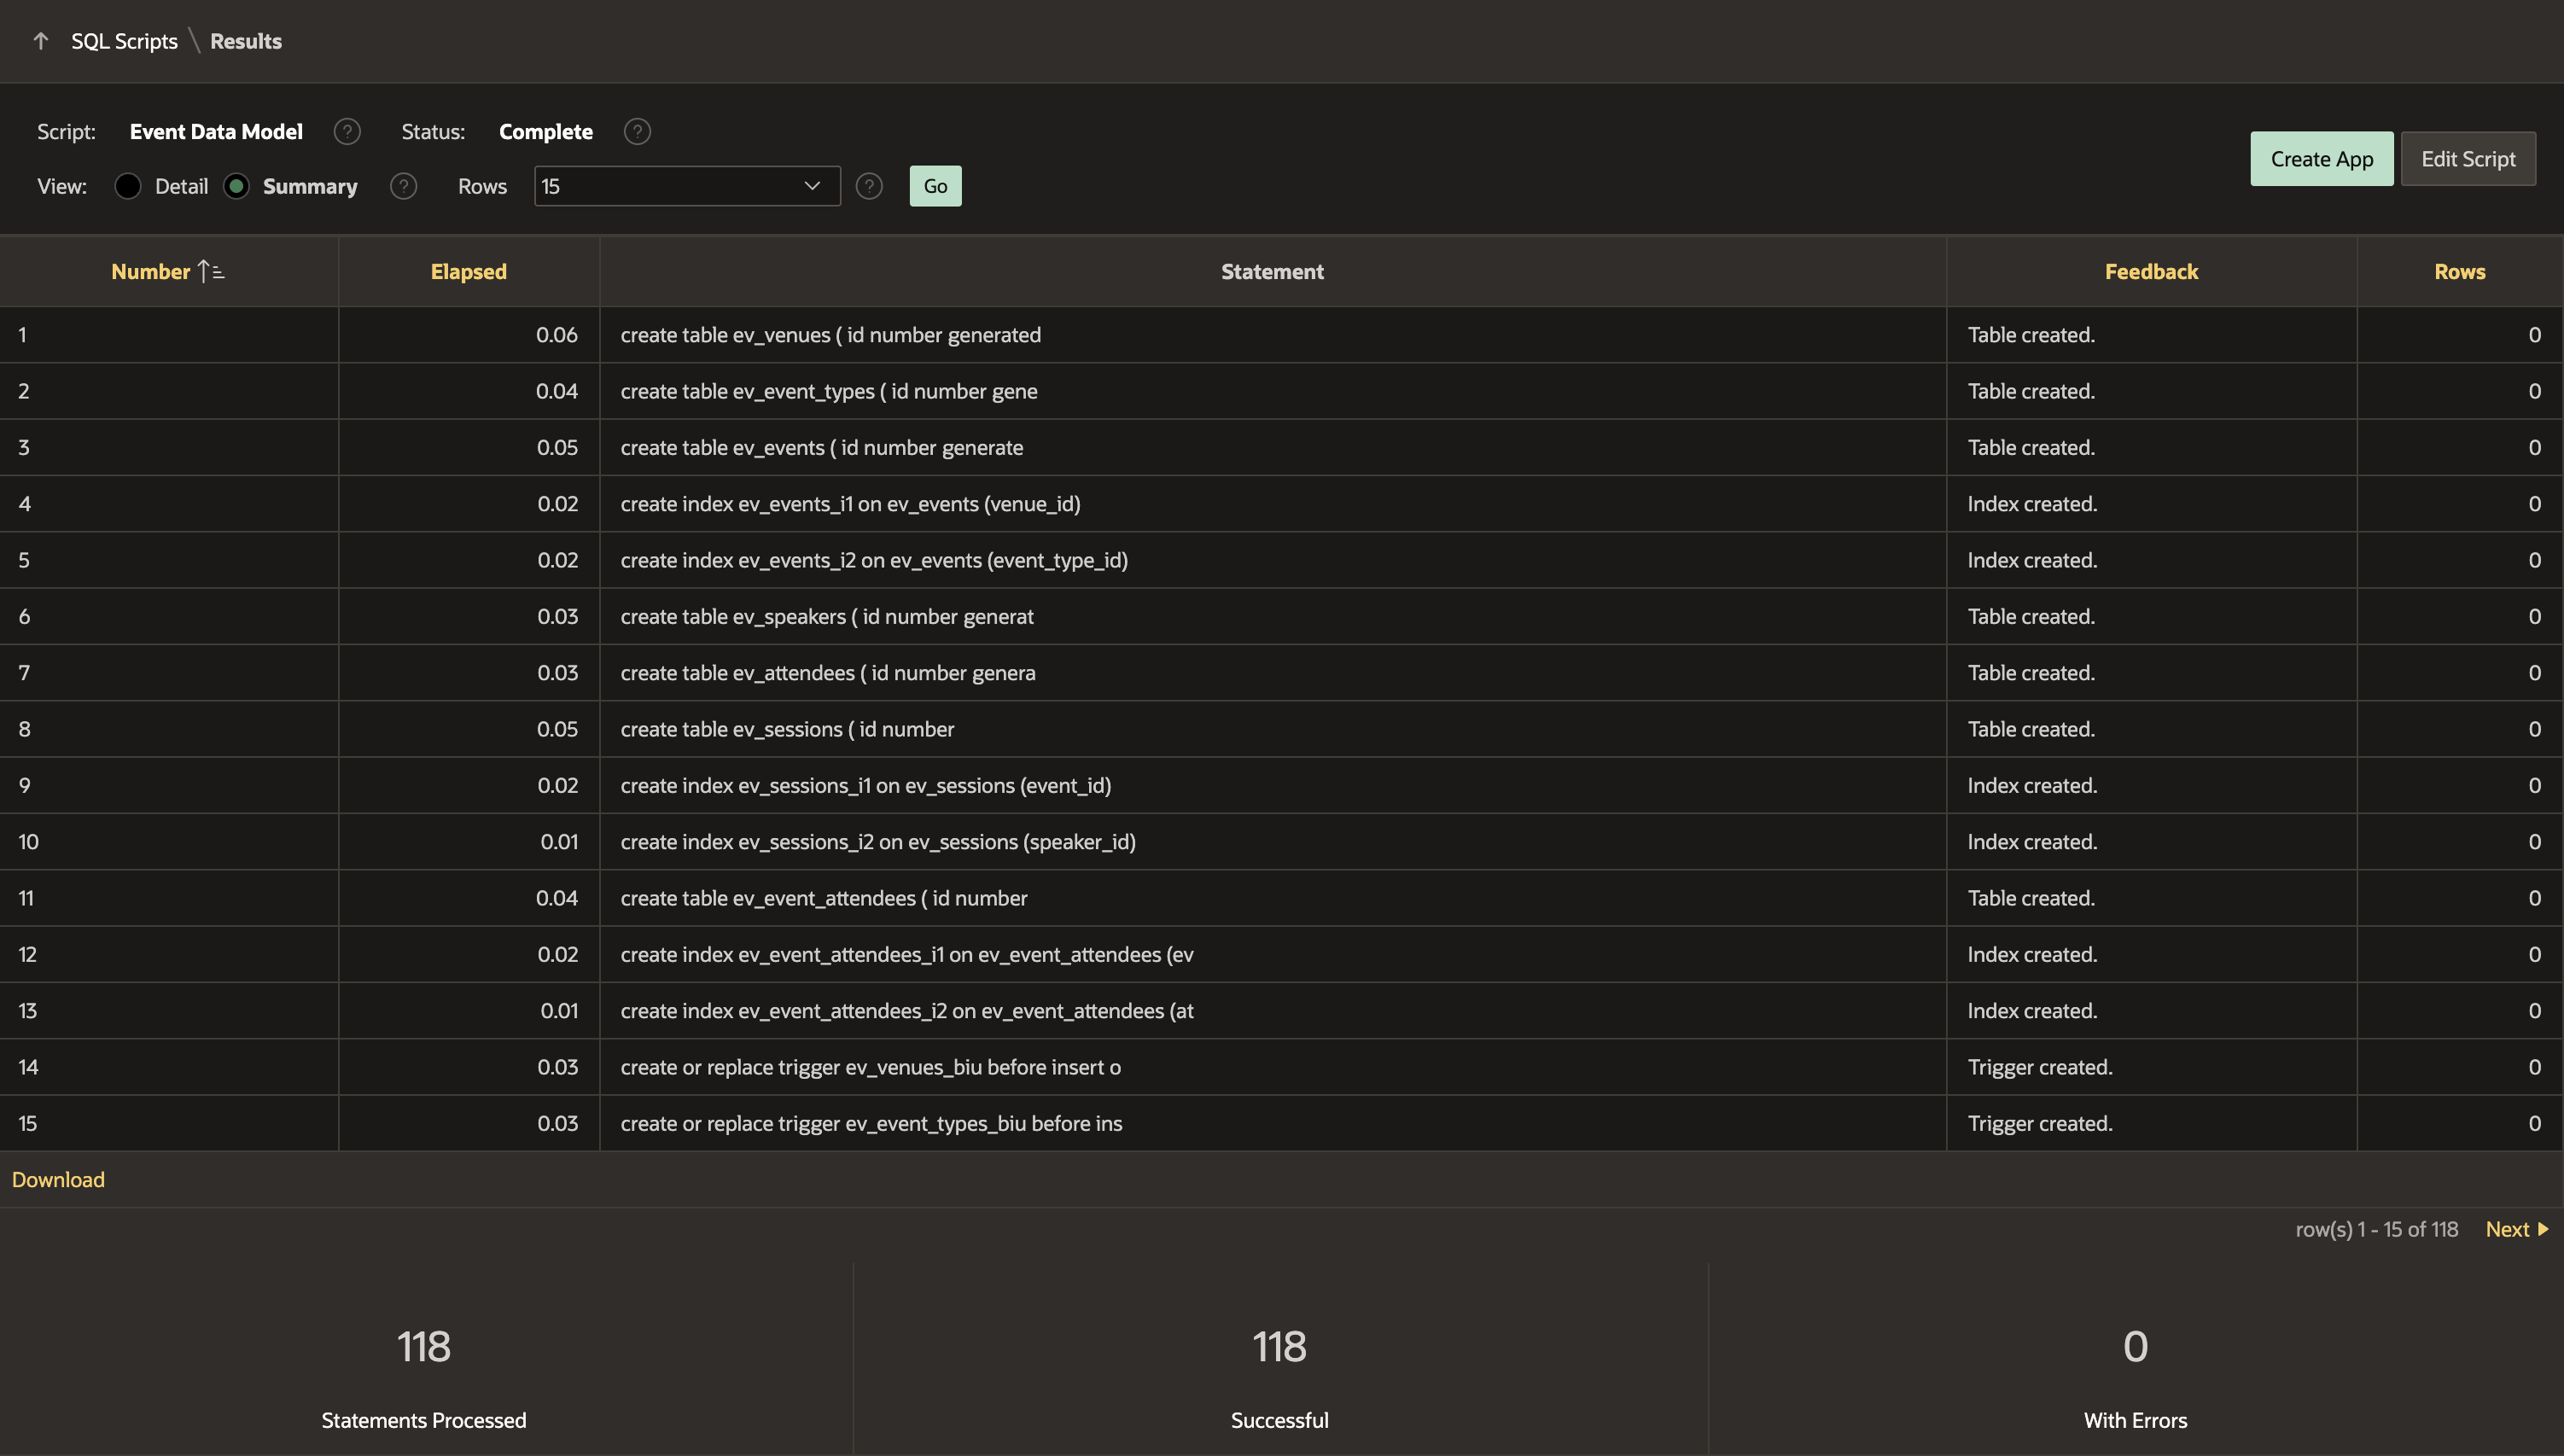 SQL Scripts \ Results
Script: Event Data Model ? Status: Complete ?
Create App Edit Script
View: Detail Summary ? Rows 15 ? Go
Number Elapsed Statement Feedback Rows
1 0.06 create table ev_venues ( id number generated Table created. 0
2 0.04 create table ev_event_types ( id number gene Table created. 0
3 0.05 create table ev_events ( id number generate Table created. 0
4 0.02 create index ev_events_i1 on ev_events (venue_id) Index created. 0
5 0.02 create index ev_events_i2 on ev_events (event_type_id) Index created. 0
6 0.03 create table ev_speakers ( id number generat Table created. 0
7 0.03 create table ev_attendees ( id number genera Table created. 0
8 0.05 create table ev_sessions ( id number Table created. 0
9 0.02 create index ev_sessions_i1 on ev_sessions (event_id) Index created. 0
10 0.01 create index ev_sessions_i2 on ev_sessions (speaker_id) Index created. 0
11 0.04 create table ev_event_attendees ( id number Table created. 0
12 0.02 create index ev_event_attendees_i1 on ev_event_attendees (ev Index created. 0
13 0.01 create index ev_event_attendees_i2 on ev_event_attendees (at Index created. 0
14 0.03 create or replace trigger ev_venues_biu before insert o Trigger created. 0
15 0.03 create or replace trigger ev_event_types_biu before ins Trigger created. 0
Download
row(s) 1 - 15 of 118 Next
118 118 0
Statements Processed Successful With Errors